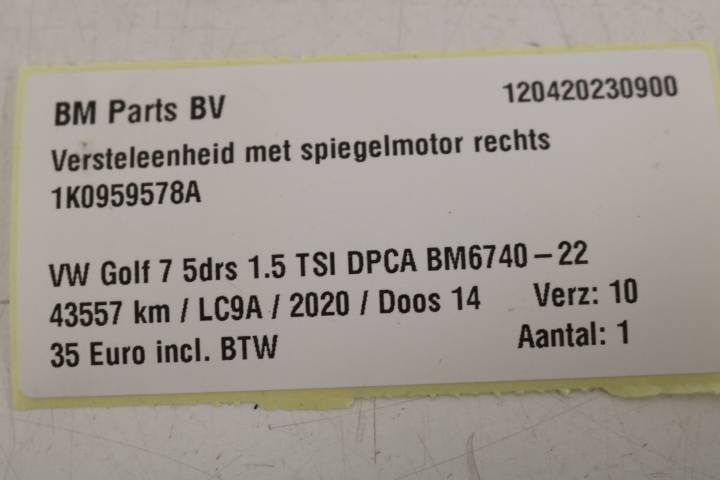 BM Parts BV 120420230900
Versteleenheid met spiegelmotor rechts
1K0959578A
VW Golf 7 5drs 1.5 TSI DPCA BM6740-22
43557 km / LC9A / 2020 / Doos 14 Verz: 10
35 Euro incl. BTW Aantal: 1